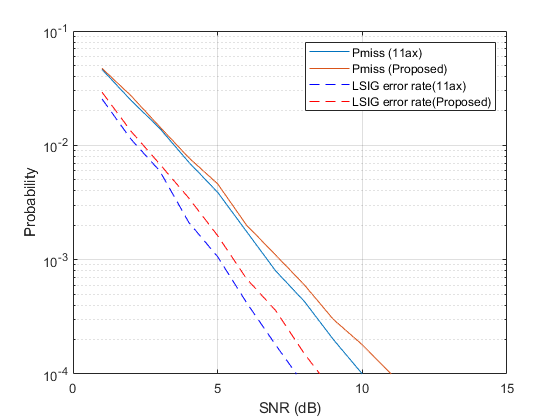 10-1
Pmiss (11ax)
Pmiss (Proposed)
LSIG error rate(11ax)
LSIG error rate(Proposed)
10-2
Probability
10-3
10-4
0 5 10 15
SNR (dB)